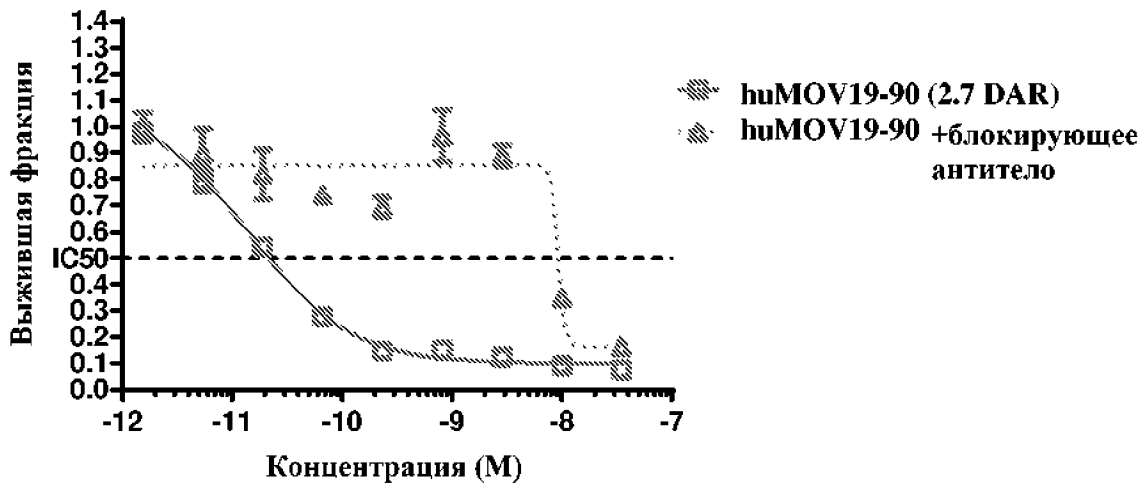 1.4
1.3
1.2
1.1
1.0
0.9
0.8
0.7
0.6
IC50
0.4
0.3
0.2
0.1
0.0
-12 -11 -10 -9 -8 -7
Выжившая фракция
Концентрация (М)
huMOV19-90 (2.7 DAR)
huMOV19-90 +блокирующее
антитело